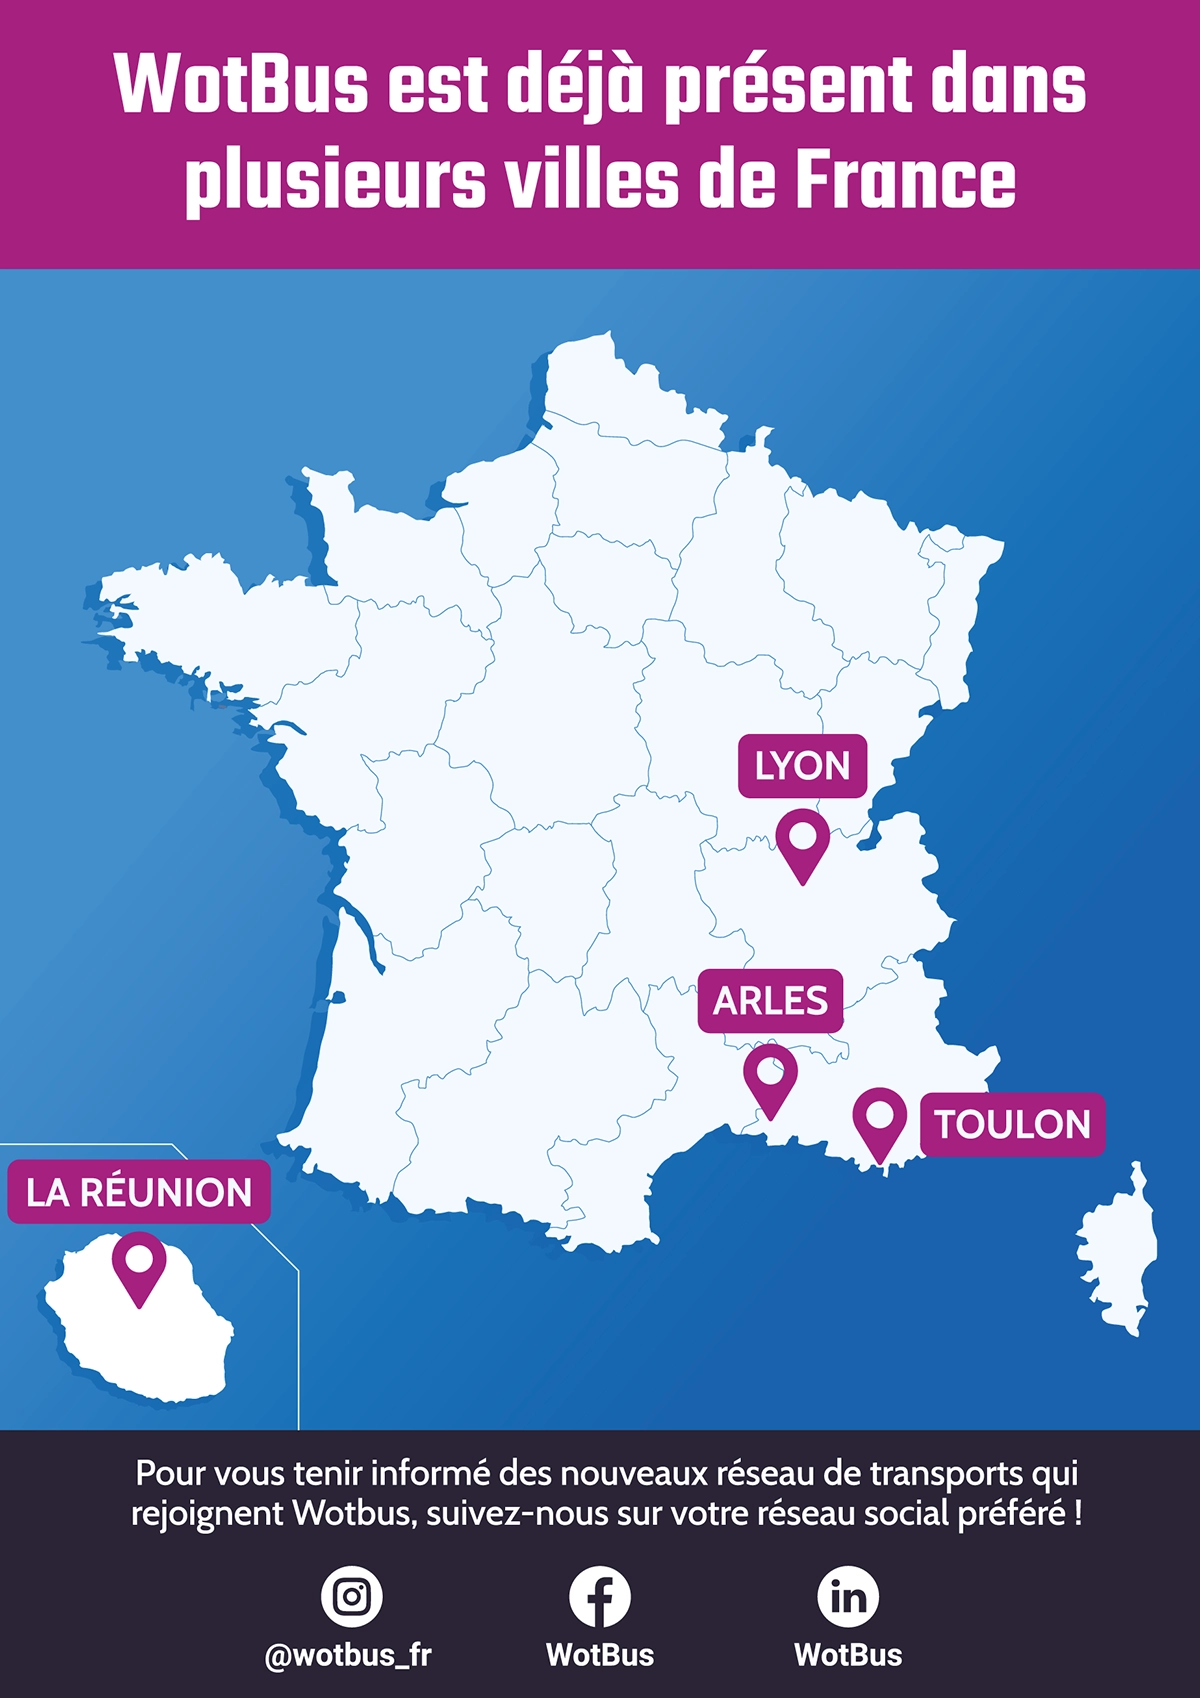 WotBus est déjà présent dans
plusieurs villes de France
LYON
ARLES
TOULON
LA RÉUNION
Pour vous tenir informé des nouveaux réseau de transports qui
rejoignent Wotbus, suivez-nous sur votre réseau social préféré !
@wotbus_fr
WotBus
WotBus